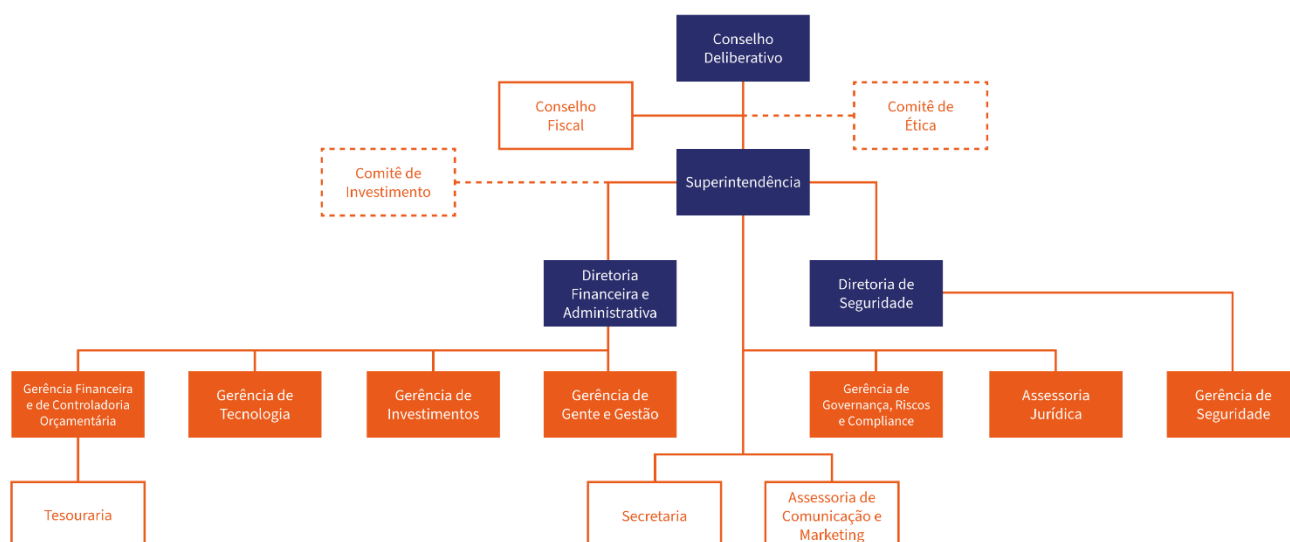 Conselho
Deliberativo
Conselho
Fiscal
Comitê de
Ética
Comitê de
Investimento
Superintendência
Diretoria
Financeira e
Administrativa
Diretoria de
Seguridade
Gerência Financeira
e de Controladoria
Orçamentária
Gerência de
Tecnologia
Gerência de
Investimentos
Gerência de
Gente e Gestão
Gerência de
Governança, Riscos
e Compliance
Assessoria
Jurídica
Gerência de
Seguridade
Tesouraria
Secretaria
Assessoria de
Comunicação e
Marketing